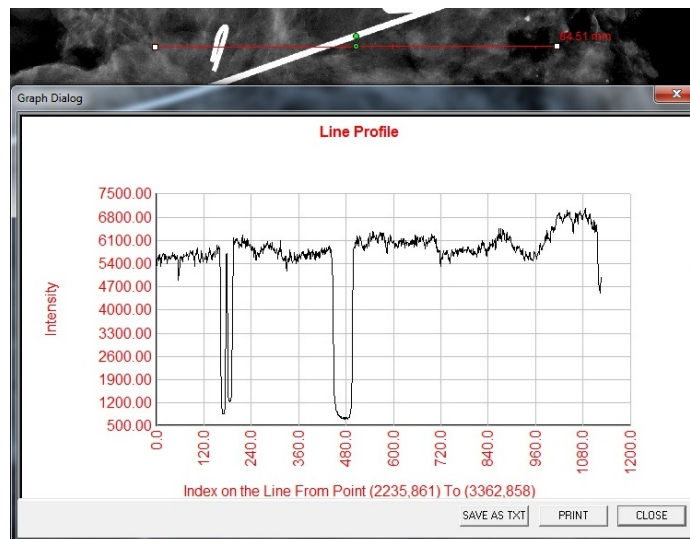 84.51 mm
Graph Dialog
Line Profile
7500.00
6800.00
6100.00
5400.00
4700.00
4000.00
3300.00
2600.00
1900.00
1200.00
500.00
Intensity
0.0
120.0
240.0
360.0
480.0
600.0
720.0
840.0
960.0
1080.0
1200.0
Index on the Line From Point (2235,861) To (3362,858)
SAVE AS TXT
PRINT
CLOSE